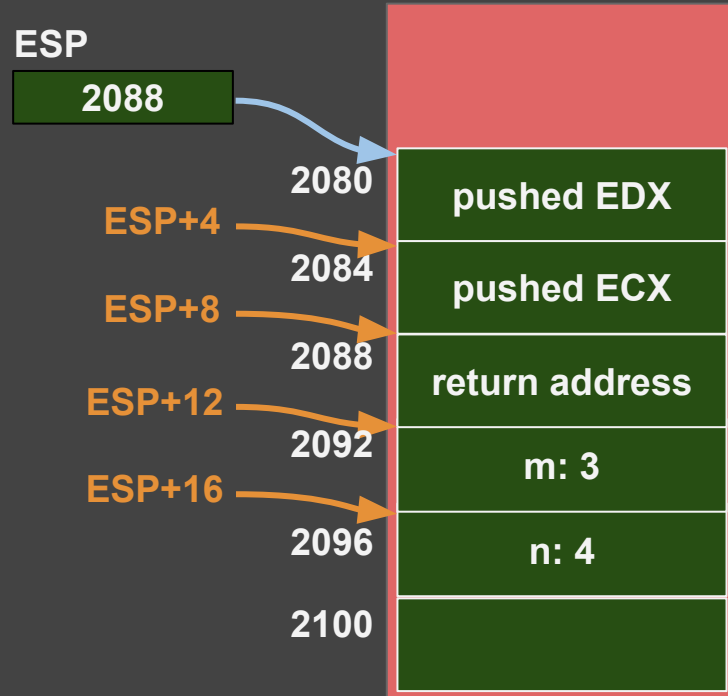 ESP
2088
2080
pushed EDX
ESP+4
2084
pushed ECX
ESP+8
2088
return address
ESP+12
2092
m: 3
ESP+16
2096
n: 4
2100